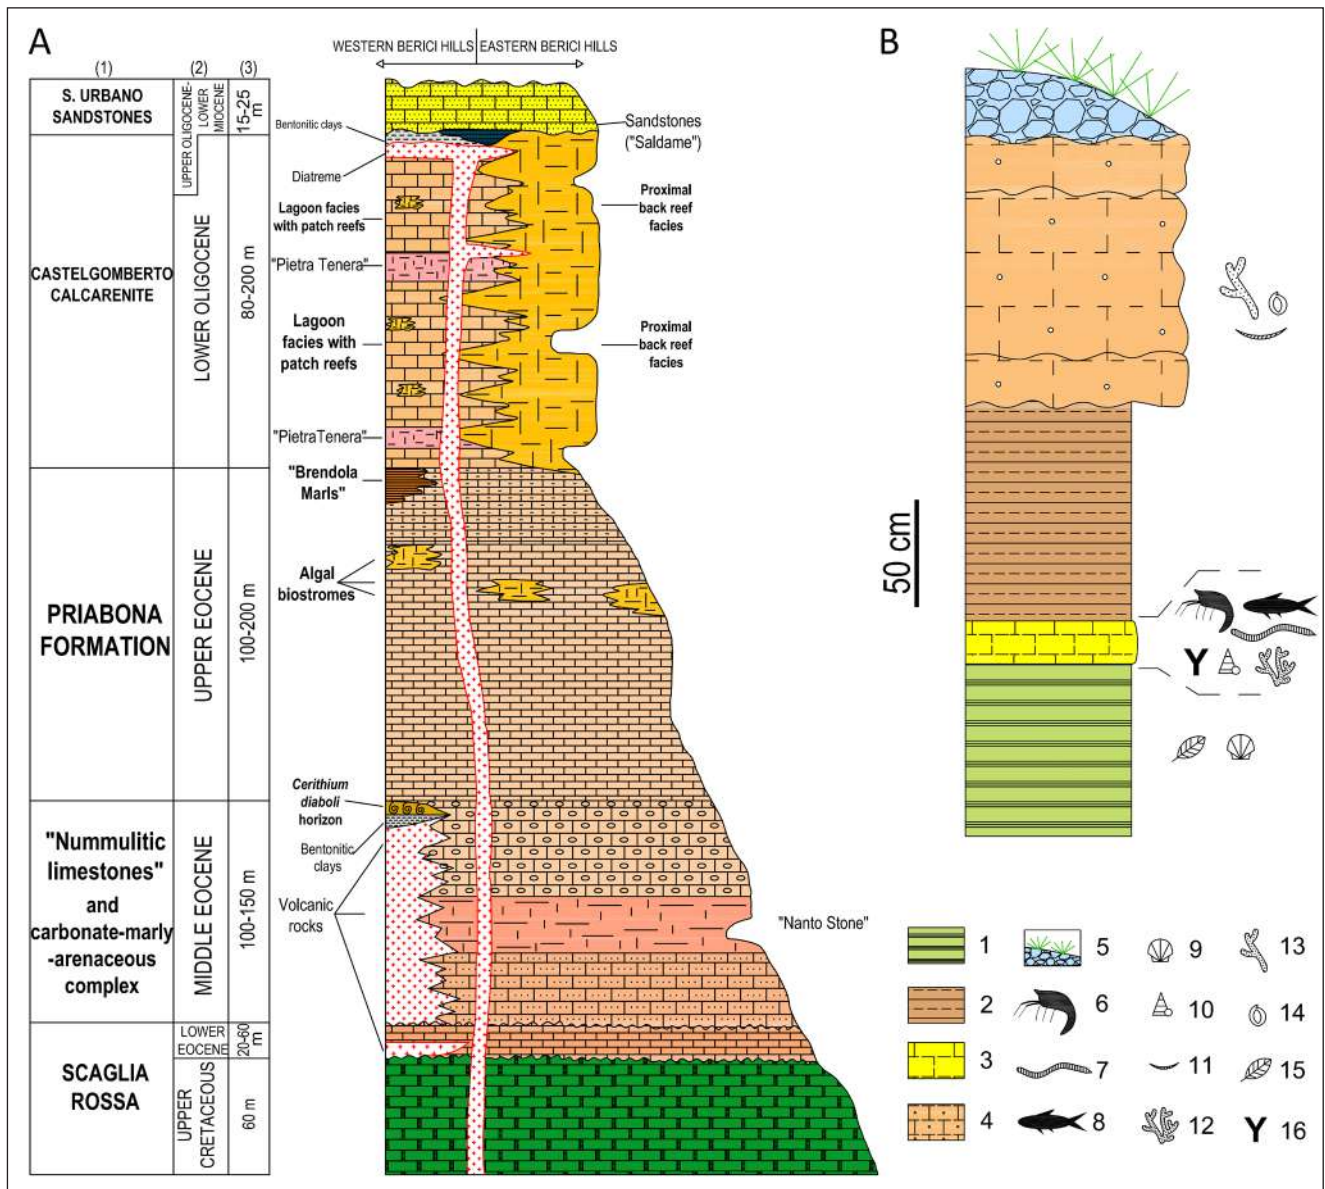 A
WESTERN BERICI HILLS
EASTERN BERICI HILLS
(1)
(2)
(3)
S. URBANO
SANDSTONES
UPPER OLIGOCENE-
LOWER
MIOCENE
15-25
m
CASTELGOMBERTO
CALCARENITE
LOWER OLIGOCENE
80-200 m
PRIABONA
FORMATION
UPPER EOCENE
100-200 m
"Nummulitic
limestones"
and
carbonate-marly
-arenaceous
complex
MIDDLE EOCENE
100-150 m
SCAGLIA
ROSSA
LOWER
EOCENE
20-60
m
UPPER
CRETACEOUS
60 m
Bentonitic clays
Diatreme
Lagoon facies
with patch reefs
"Pietra Tenera"
Lagoon
facies with
patch reefs
"PietraTenera"
"Brendola
Marls"
Algal
biostromes
Cerithium
diaboli
horizon
Bentonitic
clays
Volcanic
rocks
Sandstones
("Saldame")
Proximal
back reef
facies
Proximal
back reef
facies
"Nanto Stone"
B
50 cm
Y
1
2
3
4
5
6
7
8
9
10
11
12
13
14
15
Y 16